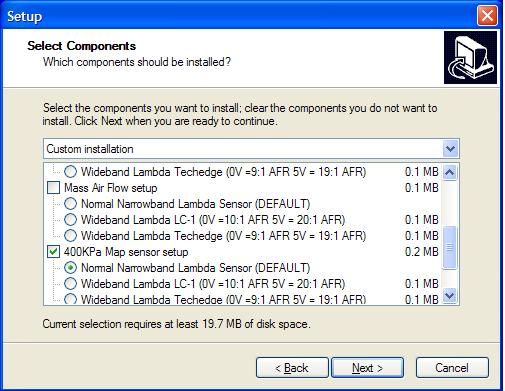 Setup
Select Components
Which components should be installed?
Select the components you want to install; clear the components you do not want to
install. Click Next when you are ready to continue.
Custom installation
Wideband Lambda Techedge (0V =9:1 AFR 5V = 19:1 AFR) 0.1 MB
Mass Air Flow setup 0.1 MB
Normal Narrowband Lambda Sensor (DEFAULT)
Wideband Lambda LC-1 (0V =10:1 AFR 5V = 20:1 AFR) 0.1 MB
Wideband Lambda Techedge (0V =9:1 AFR 5V = 19:1 AFR) 0.1 MB
400KPa Map sensor setup 0.2 MB
Normal Narrowband Lambda Sensor (DEFAULT)
Wideband Lambda LC-1 (0V =10:1 AFR 5V = 20:1 AFR) 0.1 MB
Wideband Lambda Techedge (0V =9:1 AFR 5V = 19:1 AFR) 0.1 MB
Current selection requires at least 19.7 MB of disk space.
< Back Next > Cancel